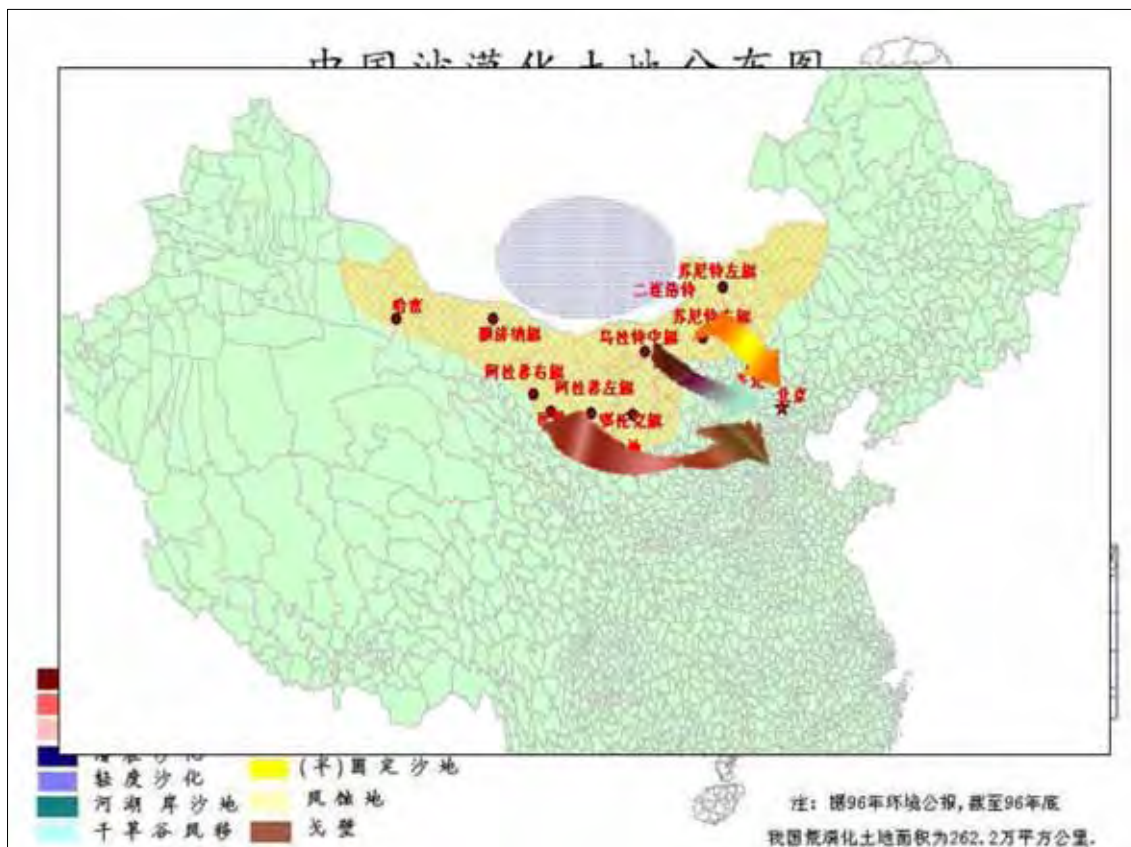 中国沙漠化土地分布图
苏尼特左旗
二连浩特
哈密
苏尼特右旗
额济纳旗
乌拉特中旗
阿拉善右旗
阿拉善左旗
北京
鄂托克旗
轻度沙化
(半)固定沙地
河湖岸沙地
风蚀地
干草谷风移
戈壁
注: 据96年环境公报,截至96年底
我国荒漠化土地面积为262.2万平方公里.